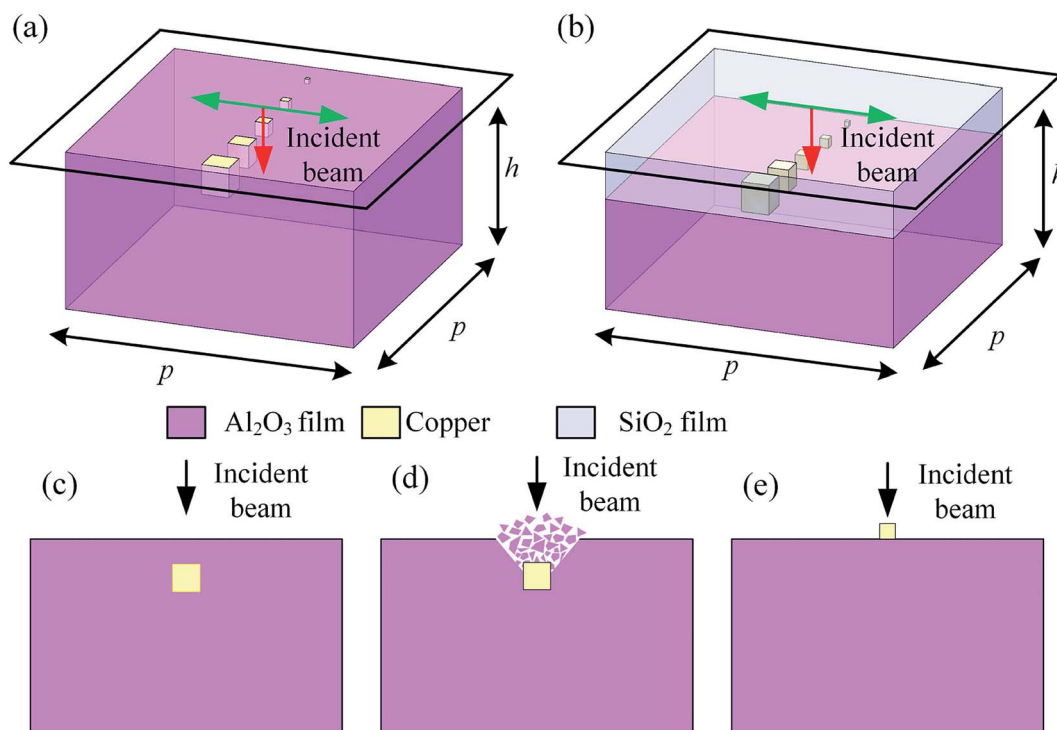 (a)
Incident
beam
h
p
p
(b)
Incident
beam
h
p
p
Al₂O₃ film
Copper
SiO₂ film
(c)
Incident
beam
(d)
Incident
beam
(e)
Incident
beam